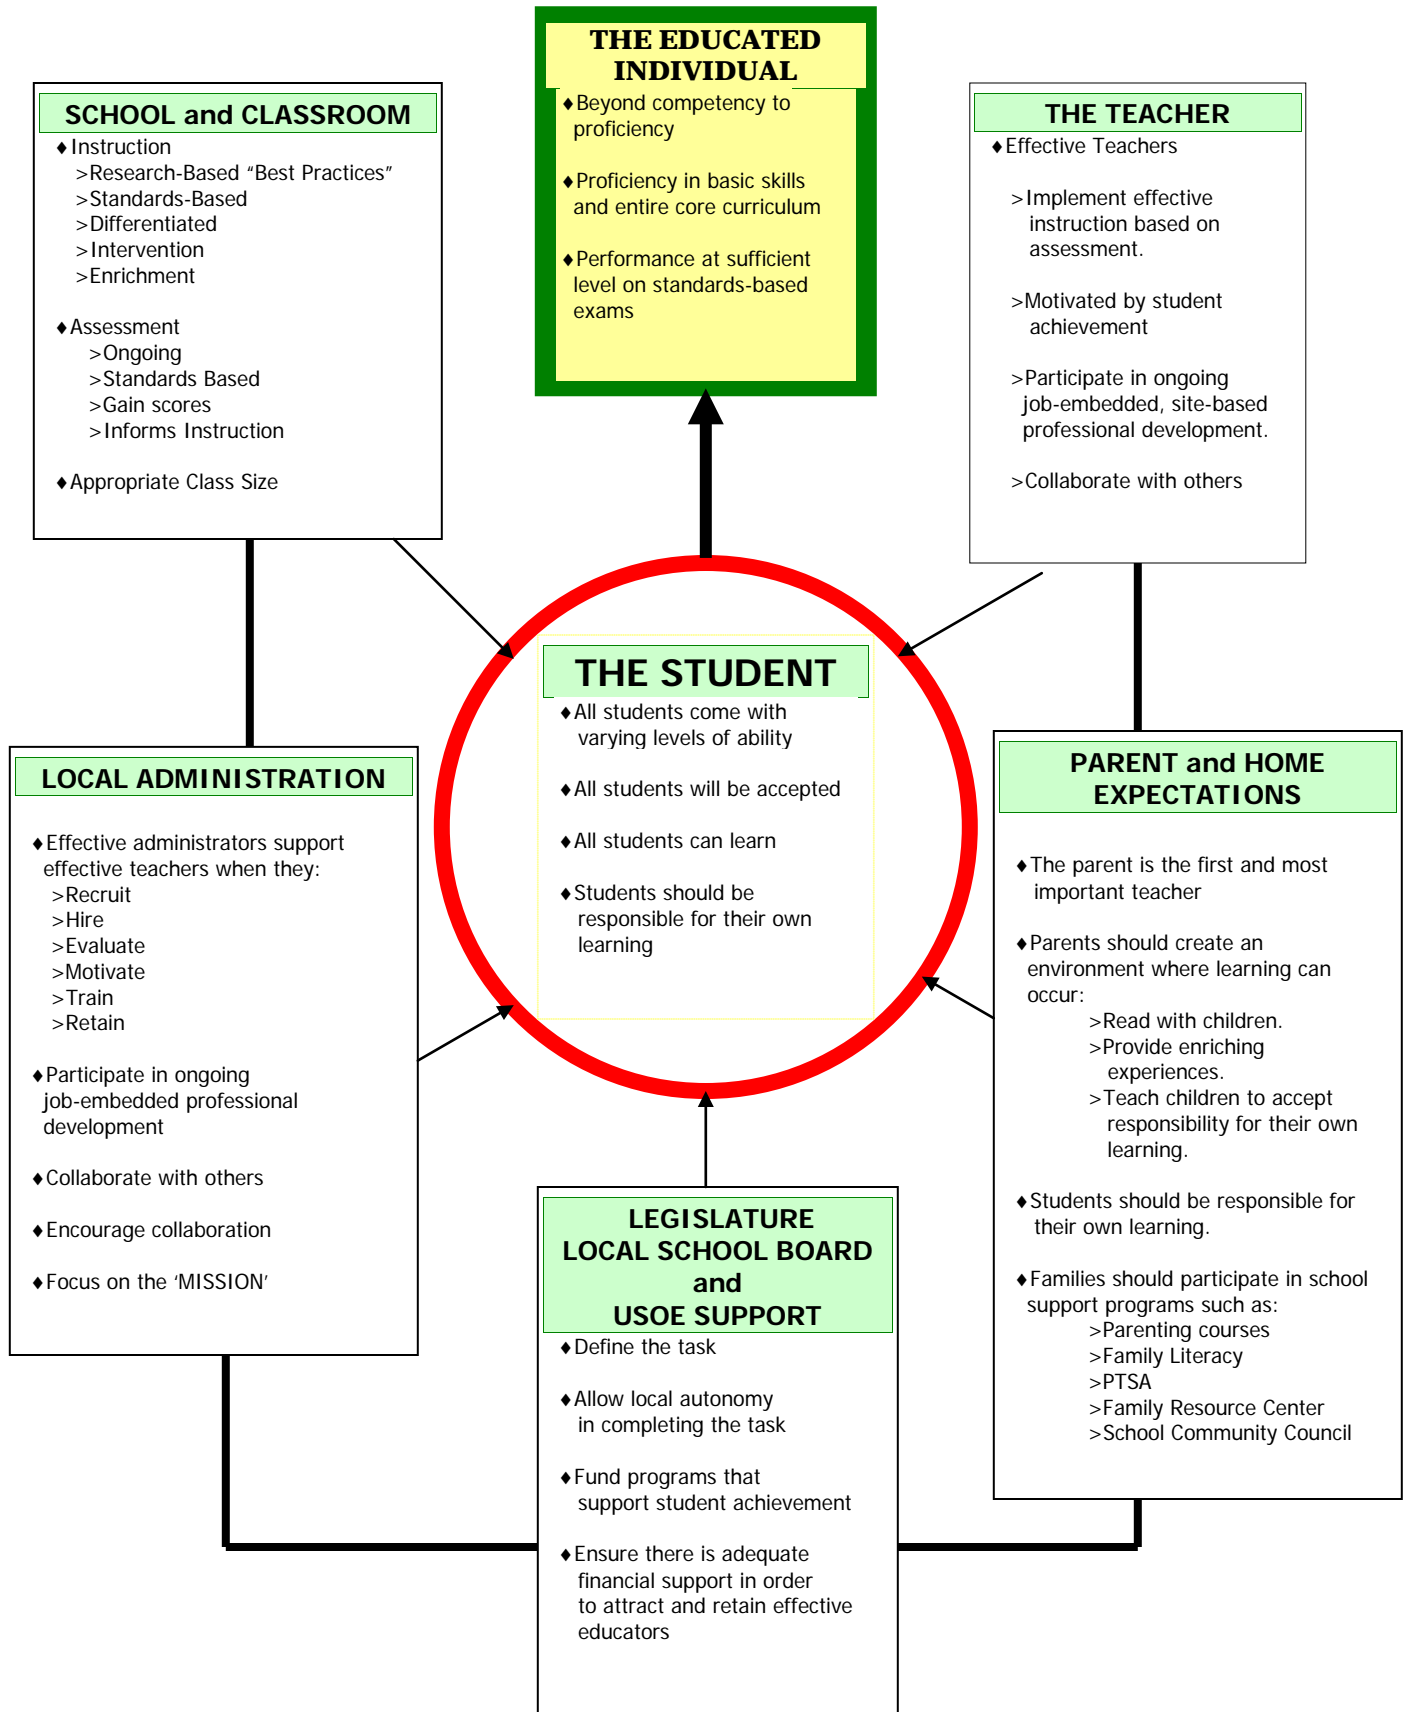 THE EDUCATED
INDIVIDUAL
♦Beyond competency to
proficiency
♦Proficiency in basic skills
and entire core curriculum
♦Performance at sufficient
level on standards-based
exams
SCHOOL and CLASSROOM
♦Instruction
>Research-Based “Best Practices”
>Standards-Based
>Differentiated
>Intervention
>Enrichment
♦Assessment
>Ongoing
>Standards Based
>Gain scores
>Informs Instruction
♦Appropriate Class Size
THE TEACHER
♦Effective Teachers
>Implement effective
instruction based on
assessment.
>Motivated by student
achievement
>Participate in ongoing
job-embedded, site-based
professional development.
>Collaborate with others
THE STUDENT
♦All students come with
varying levels of ability
♦All students will be accepted
♦All students can learn
♦Students should be
responsible for their own
learning
LOCAL ADMINISTRATION
♦Effective administrators support
effective teachers when they:
>Recruit
>Hire
>Evaluate
>Motivate
>Train
>Retain
♦Participate in ongoing
job-embedded professional
development
♦Collaborate with others
♦Encourage collaboration
♦Focus on the ‘MISSION’
PARENT and HOME
EXPECTATIONS
♦The parent is the first and most
important teacher
♦Parents should create an
environment where learning can
occur:
>Read with children.
>Provide enriching
experiences.
>Teach children to accept
responsibility for their own
learning.
♦Students should be responsible for
their own learning.
♦Families should participate in school
support programs such as:
>Parenting courses
>Family Literacy
>PTSA
>Family Resource Center
>School Community Council
LEGISLATURE
LOCAL SCHOOL BOARD
and
USOE SUPPORT
♦Define the task
♦Allow local autonomy
in completing the task
♦Fund programs that
support student achievement
♦Ensure there is adequate
financial support in order
to attract and retain effective
educators